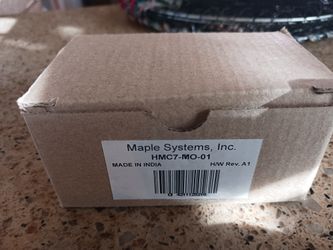 Maple Systems, Inc.
HMC7-MO-01
MADE IN INDIA H/W Rev. A1